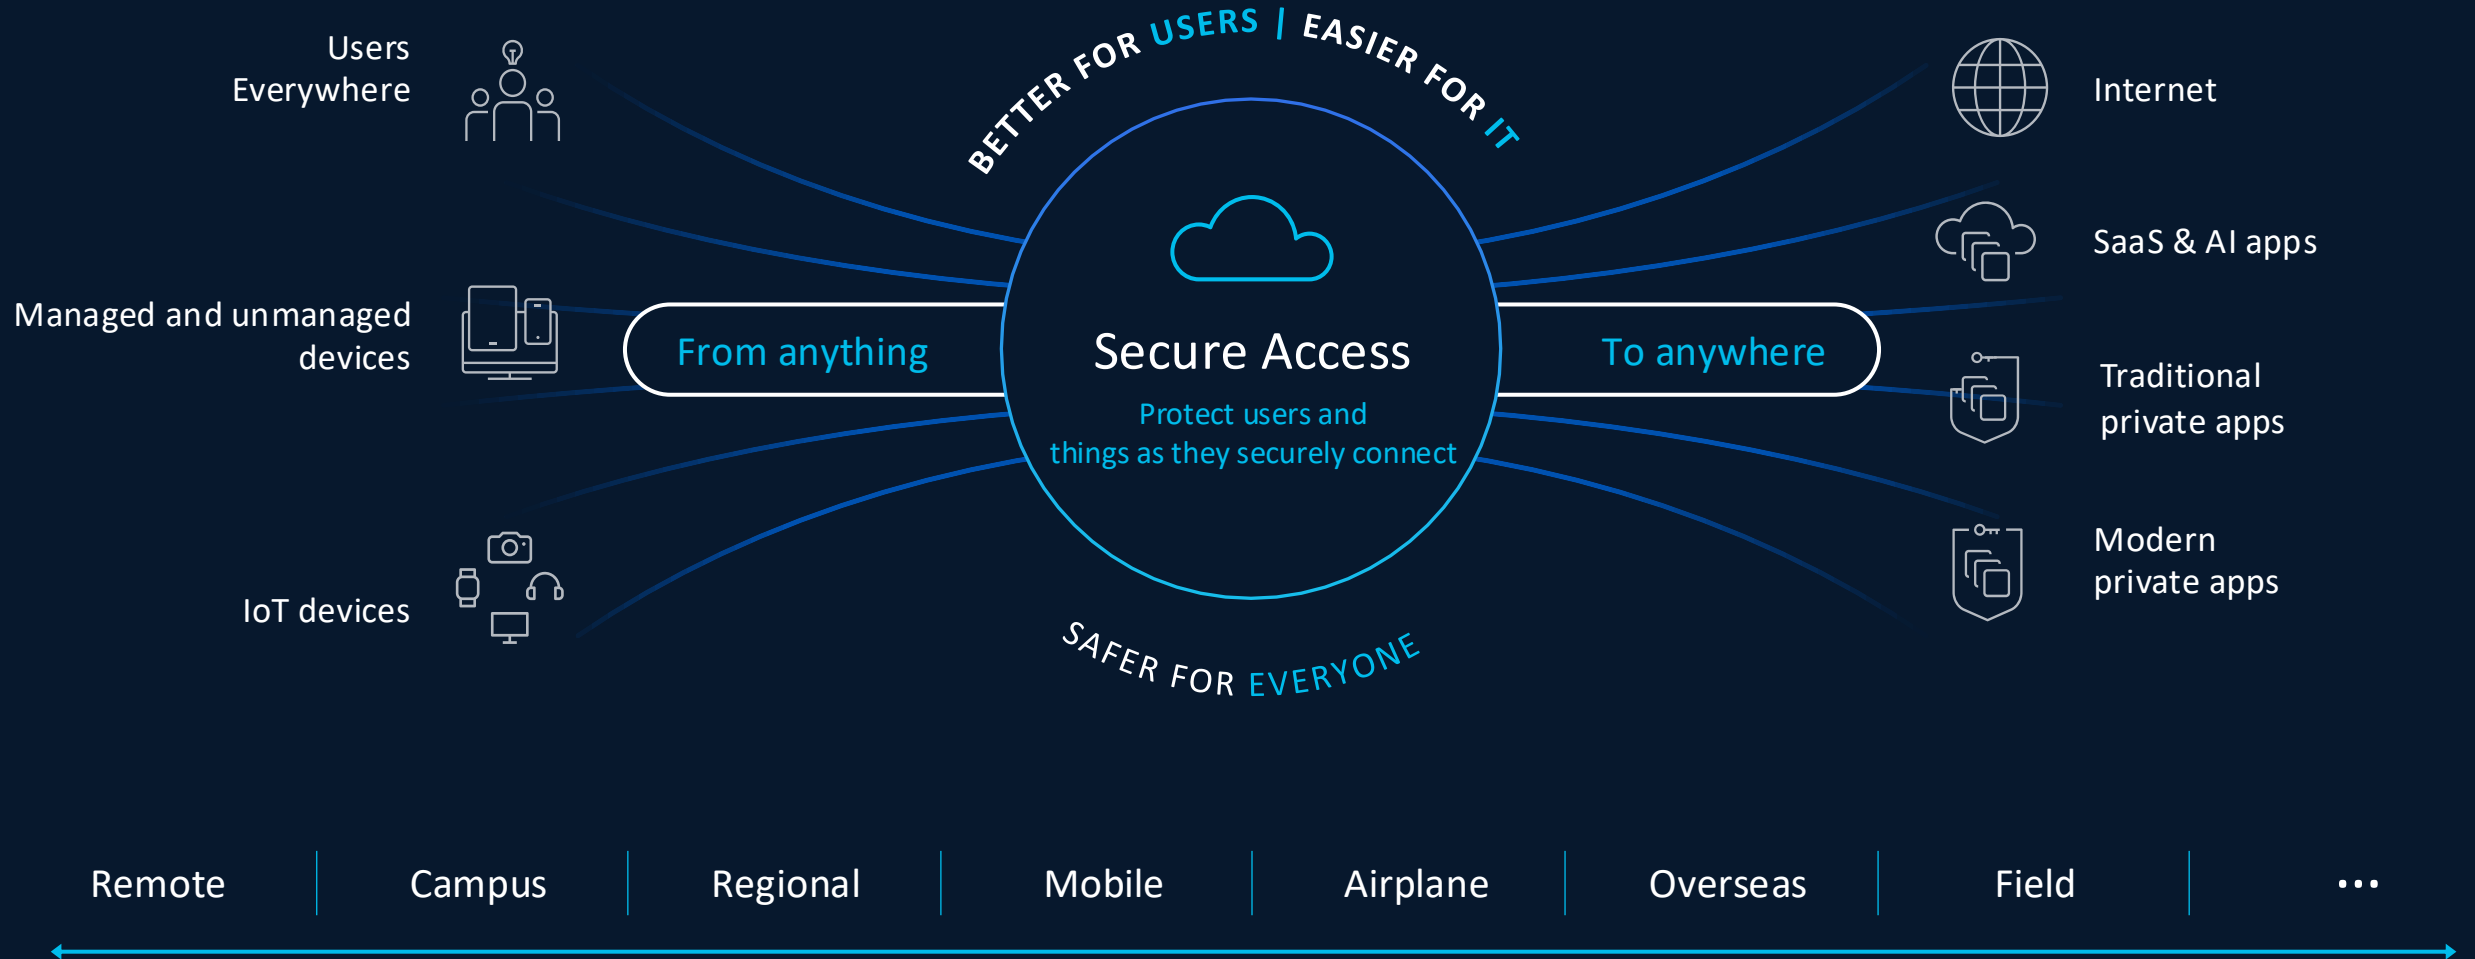 BETTER FOR USERS | EASIER FOR IT
Users
Everywhere
Managed and unmanaged
devices
IoT devices
From anything
Secure Access
Protect users and
things as they securely connect
To anywhere
Internet
SaaS & AI apps
Traditional
private apps
Modern
private apps
SAFER FOR EVERYONE
Remote
Campus
Regional
Mobile
Airplane
Overseas
Field
...